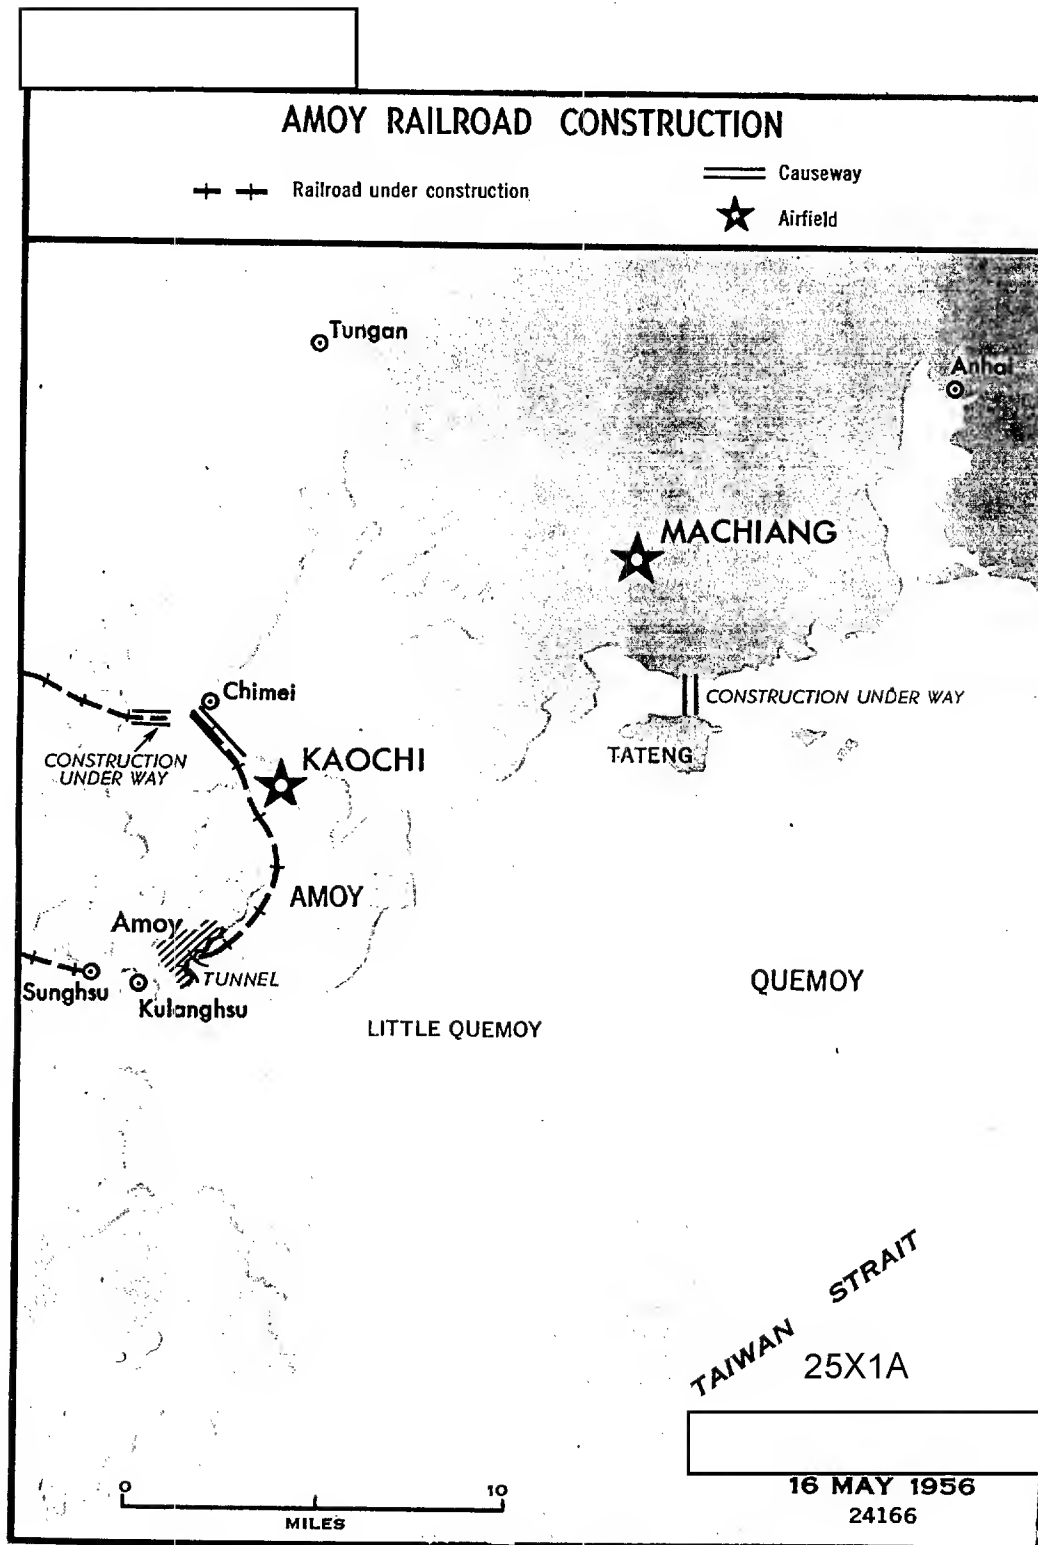 AMOY RAILROAD CONSTRUCTION
Railroad under construction
Causeway
Airfield
Tungan
Anhai
MACHIANG
Chimei
CONSTRUCTION UNDER WAY
CONSTRUCTION
UNDER WAY
KAOCHI
TATENG
AMOY
Amoy
TUNNEL
Sunghsu
Kulanghsu
QUEMOY
LITTLE QUEMOY
TAIWAN STRAIT
25X1A
0 10
MILES
16 MAY 1956
24166